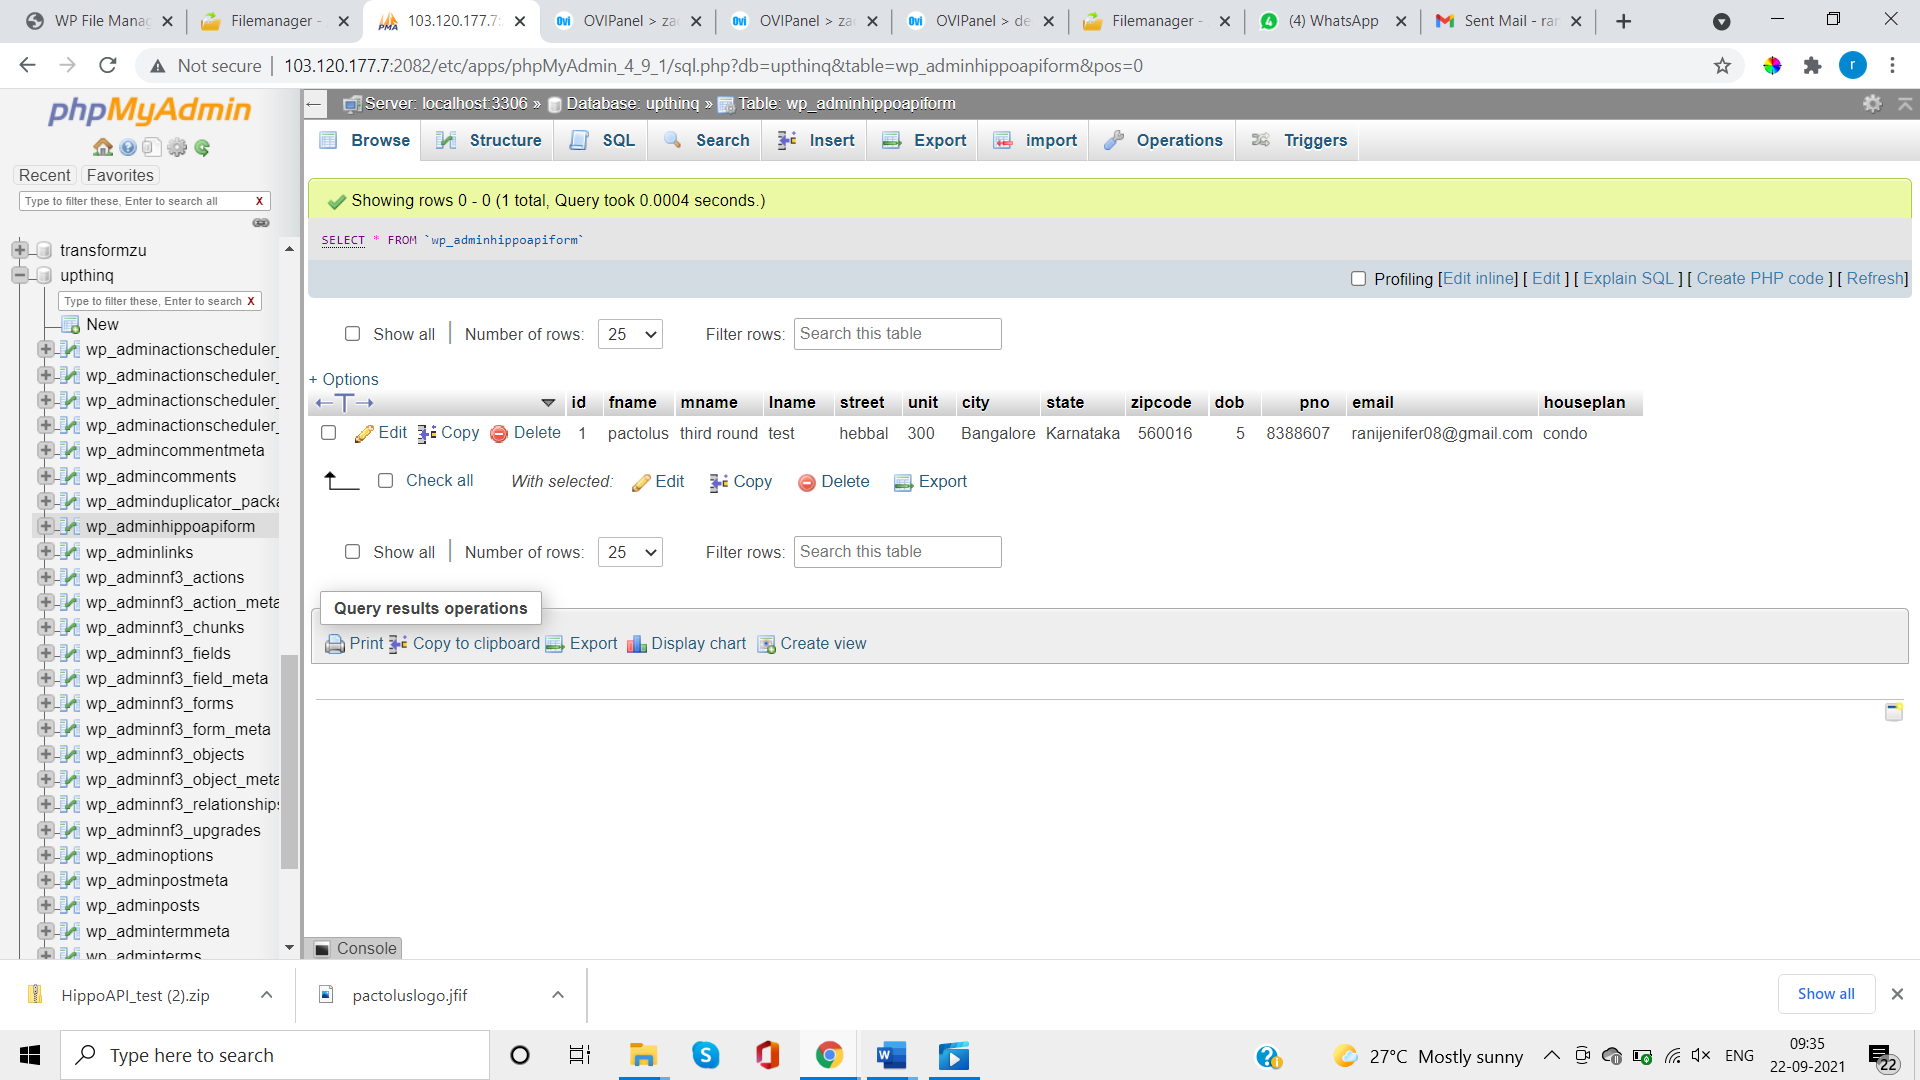 WP File Manag
Filemanager -
103.120.177.7:
OVIPanel > za
OVIPanel > za
OVIPanel > de
Filemanager -
(4) WhatsApp
Sent Mail - ra
Not secure
103.120.177.7:2082/etc/apps/phpMyAdmin_4_9_1/sql.php?db=upthinq&table=wp_adminhippoapiform&pos=0
r
phpMyAdmin
Recent Favorites
Type to filter these, Enter to search all X
transformzu
upthinq
Type to filter these, Enter to search X
New
wp_adminactionscheduler_
wp_adminactionscheduler_
wp_adminactionscheduler_
wp_adminactionscheduler_
wp_admincommentmeta
wp_admincomments
wp_adminduplicator_packa
wp_adminhippoapiform
wp_adminlinks
wp_adminnf3_actions
wp_adminnf3_action_meta
wp_adminnf3_chunks
wp_adminnf3_fields
wp_adminnf3_field_meta
wp_adminnf3_forms
wp_adminnf3_form_meta
wp_adminnf3_objects
wp_adminnf3_object_meta
wp_adminnf3_relationships
wp_adminnf3_upgrades
wp_adminoptions
wp_adminpostmeta
wp_adminposts
wp_admintermmeta
wp_adminterms
Server: localhost:3306 » Database: upthinq » Table: wp_adminhippoapiform
Browse Structure SQL Search Insert Export import Operations Triggers
Showing rows 0 - 0 (1 total, Query took 0.0004 seconds.)
SELECT * FROM `wp_adminhippoapiform`
Profiling [Edit inline] [ Edit ] [ Explain SQL ] [ Create PHP code ] [ Refresh]
Show all Number of rows: 25 Filter rows: Search this table
+ Options
id fname mname lname street unit city state zipcode dob pno email houseplan
Edit Copy Delete 1 pactolus third round test hebbal 300 Bangalore Karnataka 560016 5 8388607 ranijenifer08@gmail.com condo
Check all With selected: Edit Copy Delete Export
Show all Number of rows: 25 Filter rows: Search this table
Query results operations
Print Copy to clipboard Export Display chart Create view
Console
HippoAPI_test (2).zip
pactoluslogo.jfif
Show all
Type here to search
27°C Mostly sunny
ENG
09:35
22-09-2021
22